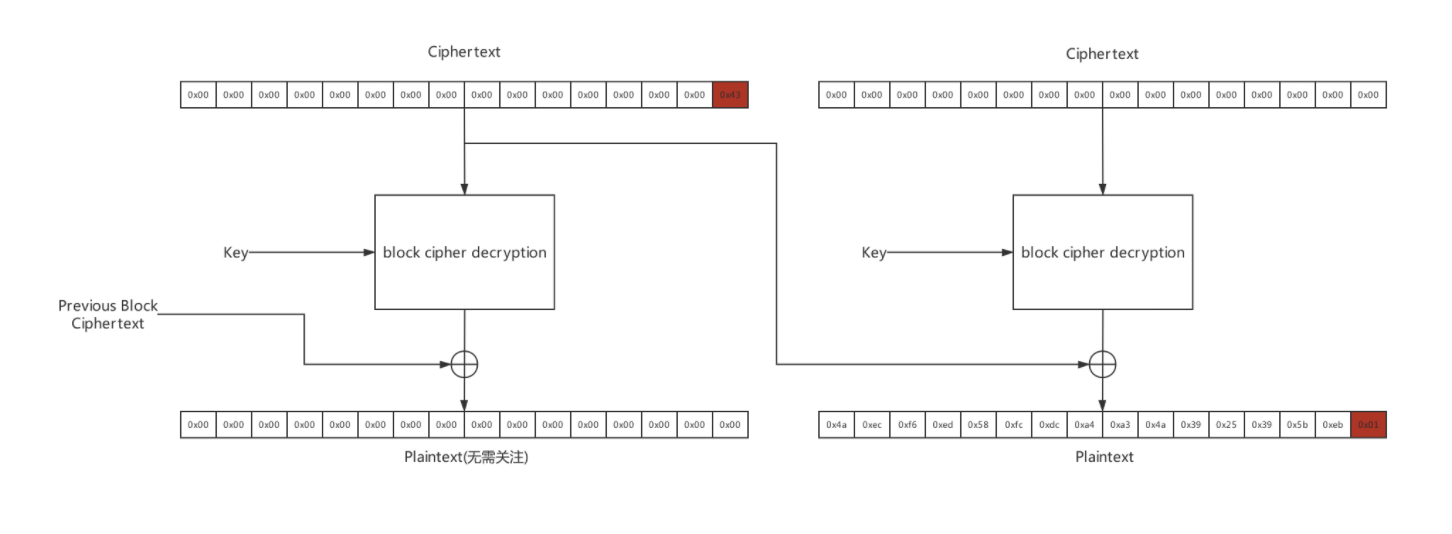 Ciphertext
Ciphertext
0x00 0x00 0x00 0x00 0x00 0x00 0x00 0x00 0x00 0x00 0x00 0x00 0x00 0x00 0x00 0x43
0x00 0x00 0x00 0x00 0x00 0x00 0x00 0x00 0x00 0x00 0x00 0x00 0x00 0x00 0x00 0x00
Key
block cipher decryption
Key
block cipher decryption
Previous Block
Ciphertext
0x00 0x00 0x00 0x00 0x00 0x00 0x00 0x00 0x00 0x00 0x00 0x00 0x00 0x00 0x00 0x00
0x4a 0xec 0xf6 0xed 0x58 0xfc 0xdc 0xa4 0xa3 0x4a 0x39 0x25 0x39 0x5b 0xeb 0x01
Plaintext(无需关注)
Plaintext